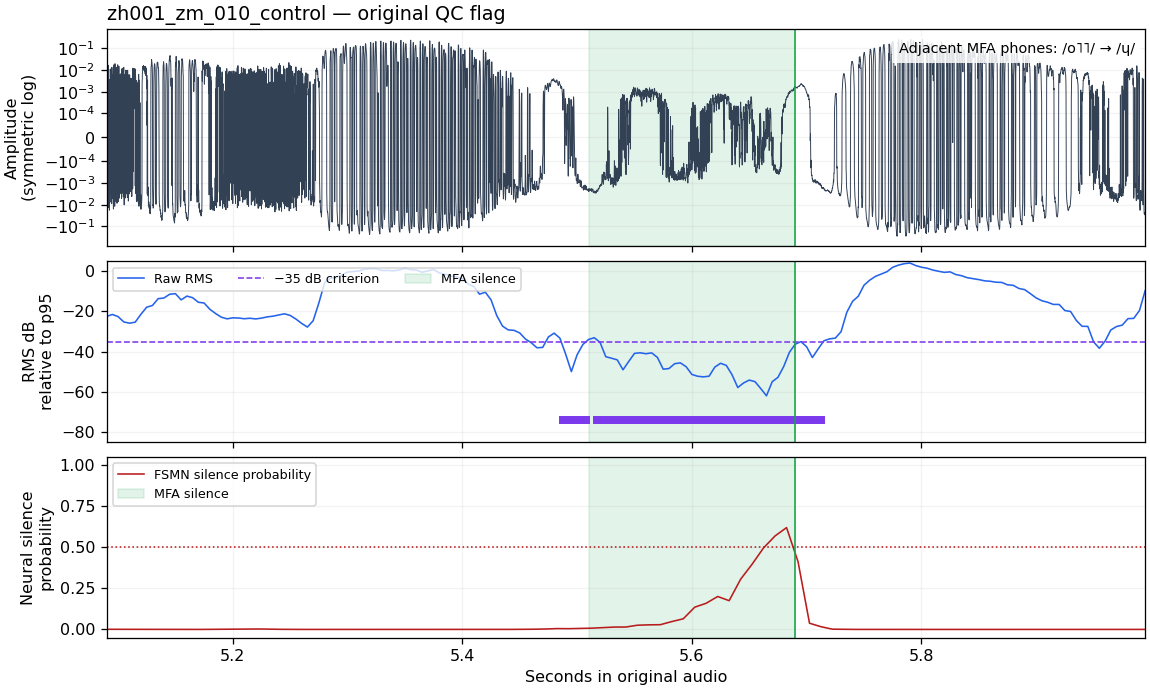 zh001_zm_010_control — original QC flag
Adjacent MFA phones: /o˥˥/ → /ɥ/
Amplitude
(symmetric log)
10⁻¹
10⁻²
10⁻³
10⁻⁴
0
−10⁻⁴
−10⁻³
−10⁻²
−10⁻¹
Raw RMS
−35 dB criterion
MFA silence
RMS dB
relative to p95
0
−20
−40
−60
−80
FSMN silence probability
MFA silence
Neural silence
probability
1.00
0.75
0.50
0.25
0.00
5.2
5.4
5.6
5.8
Seconds in original audio